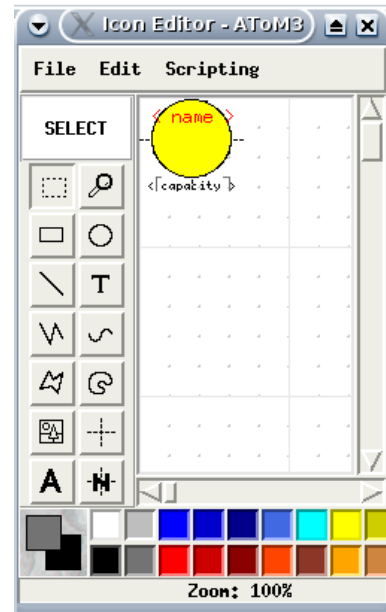 Icon Editor - AToM3
File Edit Scripting
SELECT
< name >
<capacity>
T
A
N
Zoom: 100%